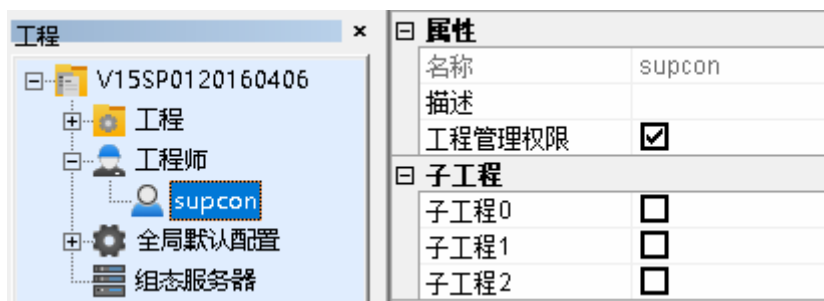 工程
V15SP0120160406
工程
工程师
supcon
全局默认配置
组态服务器
属性
名称 supcon
描述
工程管理权限
子工程
子工程0
子工程1
子工程2